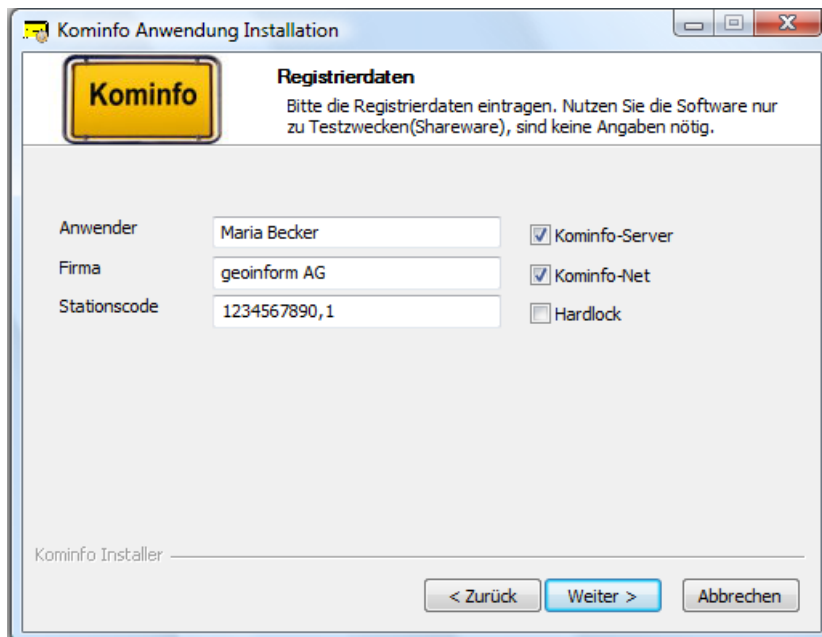 Kominfo Anwendung Installation
Kominfo
Registrierdaten
Bitte die Registrierdaten eintragen. Nutzen Sie die Software nur
zu Testzwecken(Shareware), sind keine Angaben nötig.
Anwender
Maria Becker
Kominfo-Server
Firma
geoinform AG
Kominfo-Net
Stationscode
1234567890,1
Hardlock
Kominfo Installer
< Zurück
Weiter >
Abbrechen